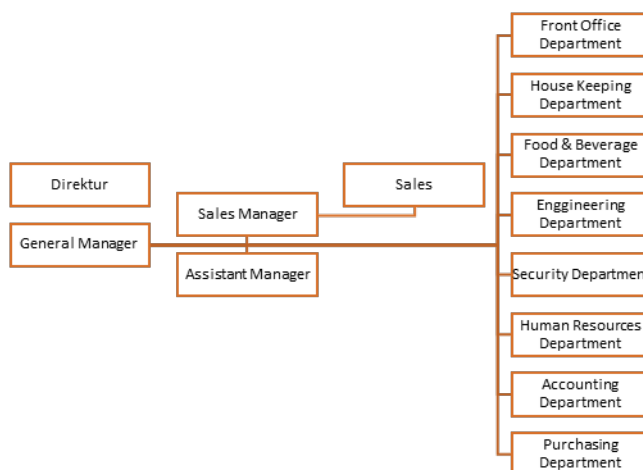 Direktur
General Manager
Sales Manager
Assistant Manager
Sales
Front Office
Department
House Keeping
Department
Food & Beverage
Department
Enggineering
Department
Security Departmen
Human Resources
Department
Accounting
Department
Purchasing
Department